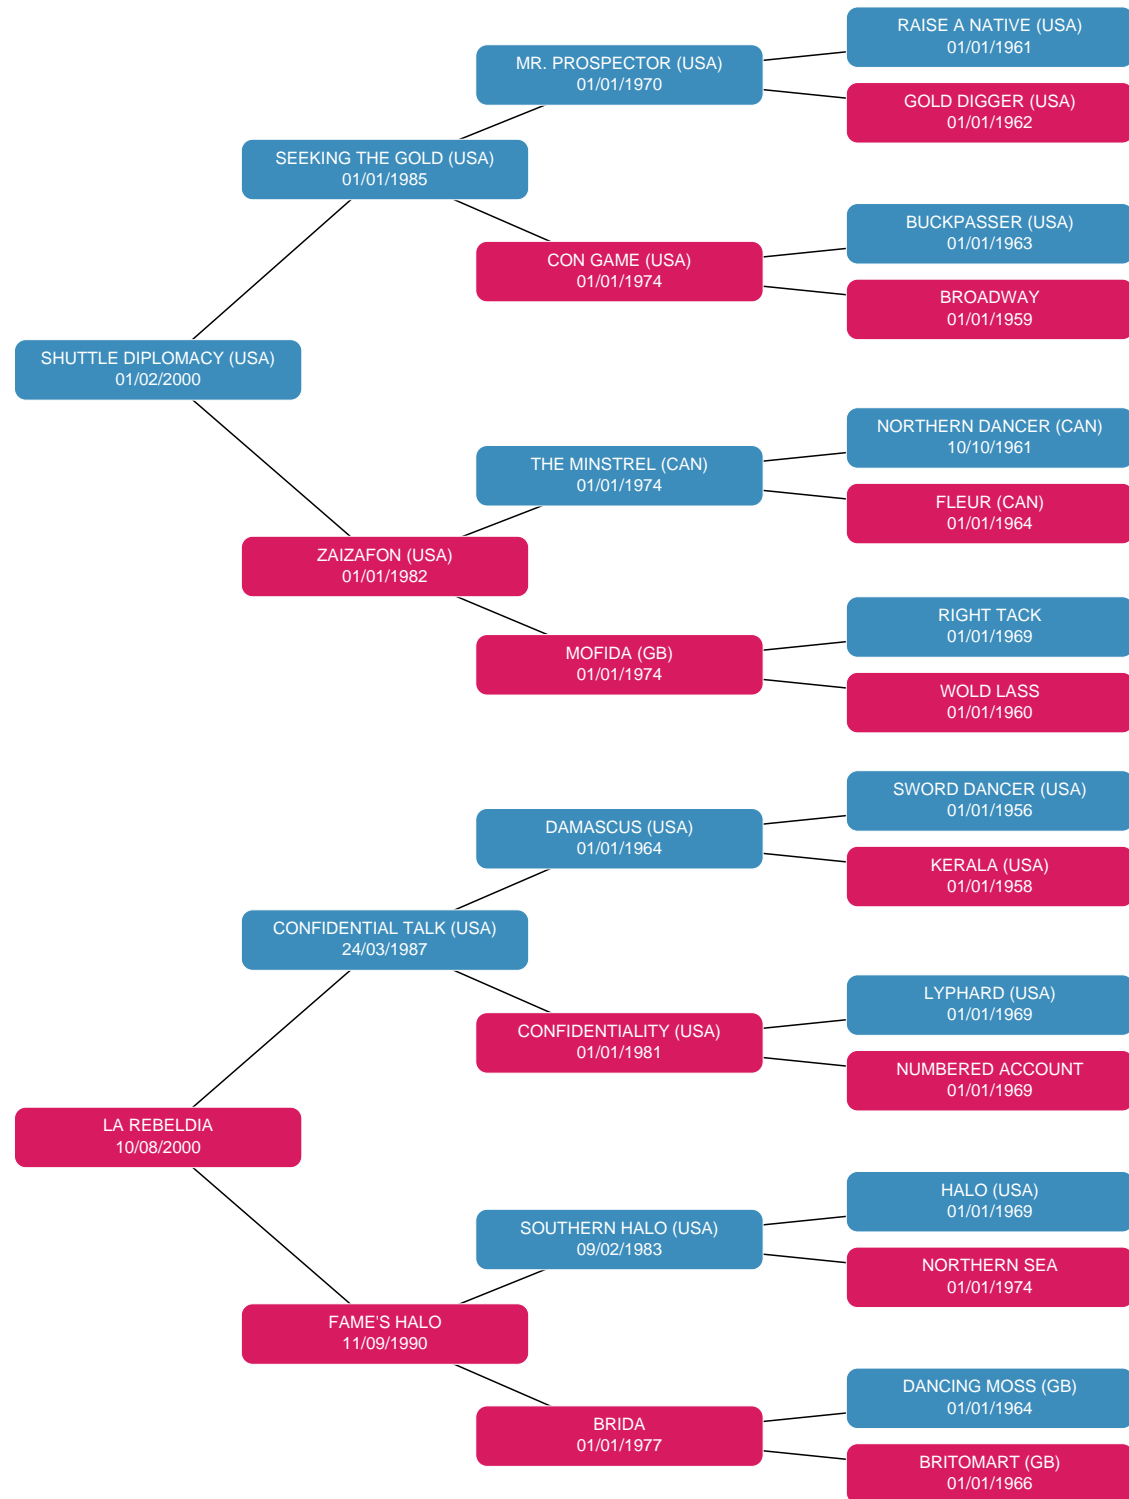 RAISE A NATIVE (USA)
01/01/1961
MR. PROSPECTOR (USA)
01/01/1970
GOLD DIGGER (USA)
01/01/1962
SEEKING THE GOLD (USA)
01/01/1985
BUCKPASSER (USA)
01/01/1963
CON GAME (USA)
01/01/1974
BROADWAY
01/01/1959
SHUTTLE DIPLOMACY (USA)
01/02/2000
NORTHERN DANCER (CAN)
10/10/1961
THE MINSTREL (CAN)
01/01/1974
FLEUR (CAN)
01/01/1964
ZAIZAFON (USA)
01/01/1982
RIGHT TACK
01/01/1969
MOFIDA (GB)
01/01/1974
WOLD LASS
01/01/1960
SWORD DANCER (USA)
01/01/1956
DAMASCUS (USA)
01/01/1964
KERALA (USA)
01/01/1958
CONFIDENTIAL TALK (USA)
24/03/1987
LYPHARD (USA)
01/01/1969
CONFIDENTIALITY (USA)
01/01/1981
NUMBERED ACCOUNT
01/01/1969
LA REBELDIA
10/08/2000
HALO (USA)
01/01/1969
SOUTHERN HALO (USA)
09/02/1983
NORTHERN SEA
01/01/1974
FAME'S HALO
11/09/1990
DANCING MOSS (GB)
01/01/1964
BRIDA
01/01/1977
BRITOMART (GB)
01/01/1966